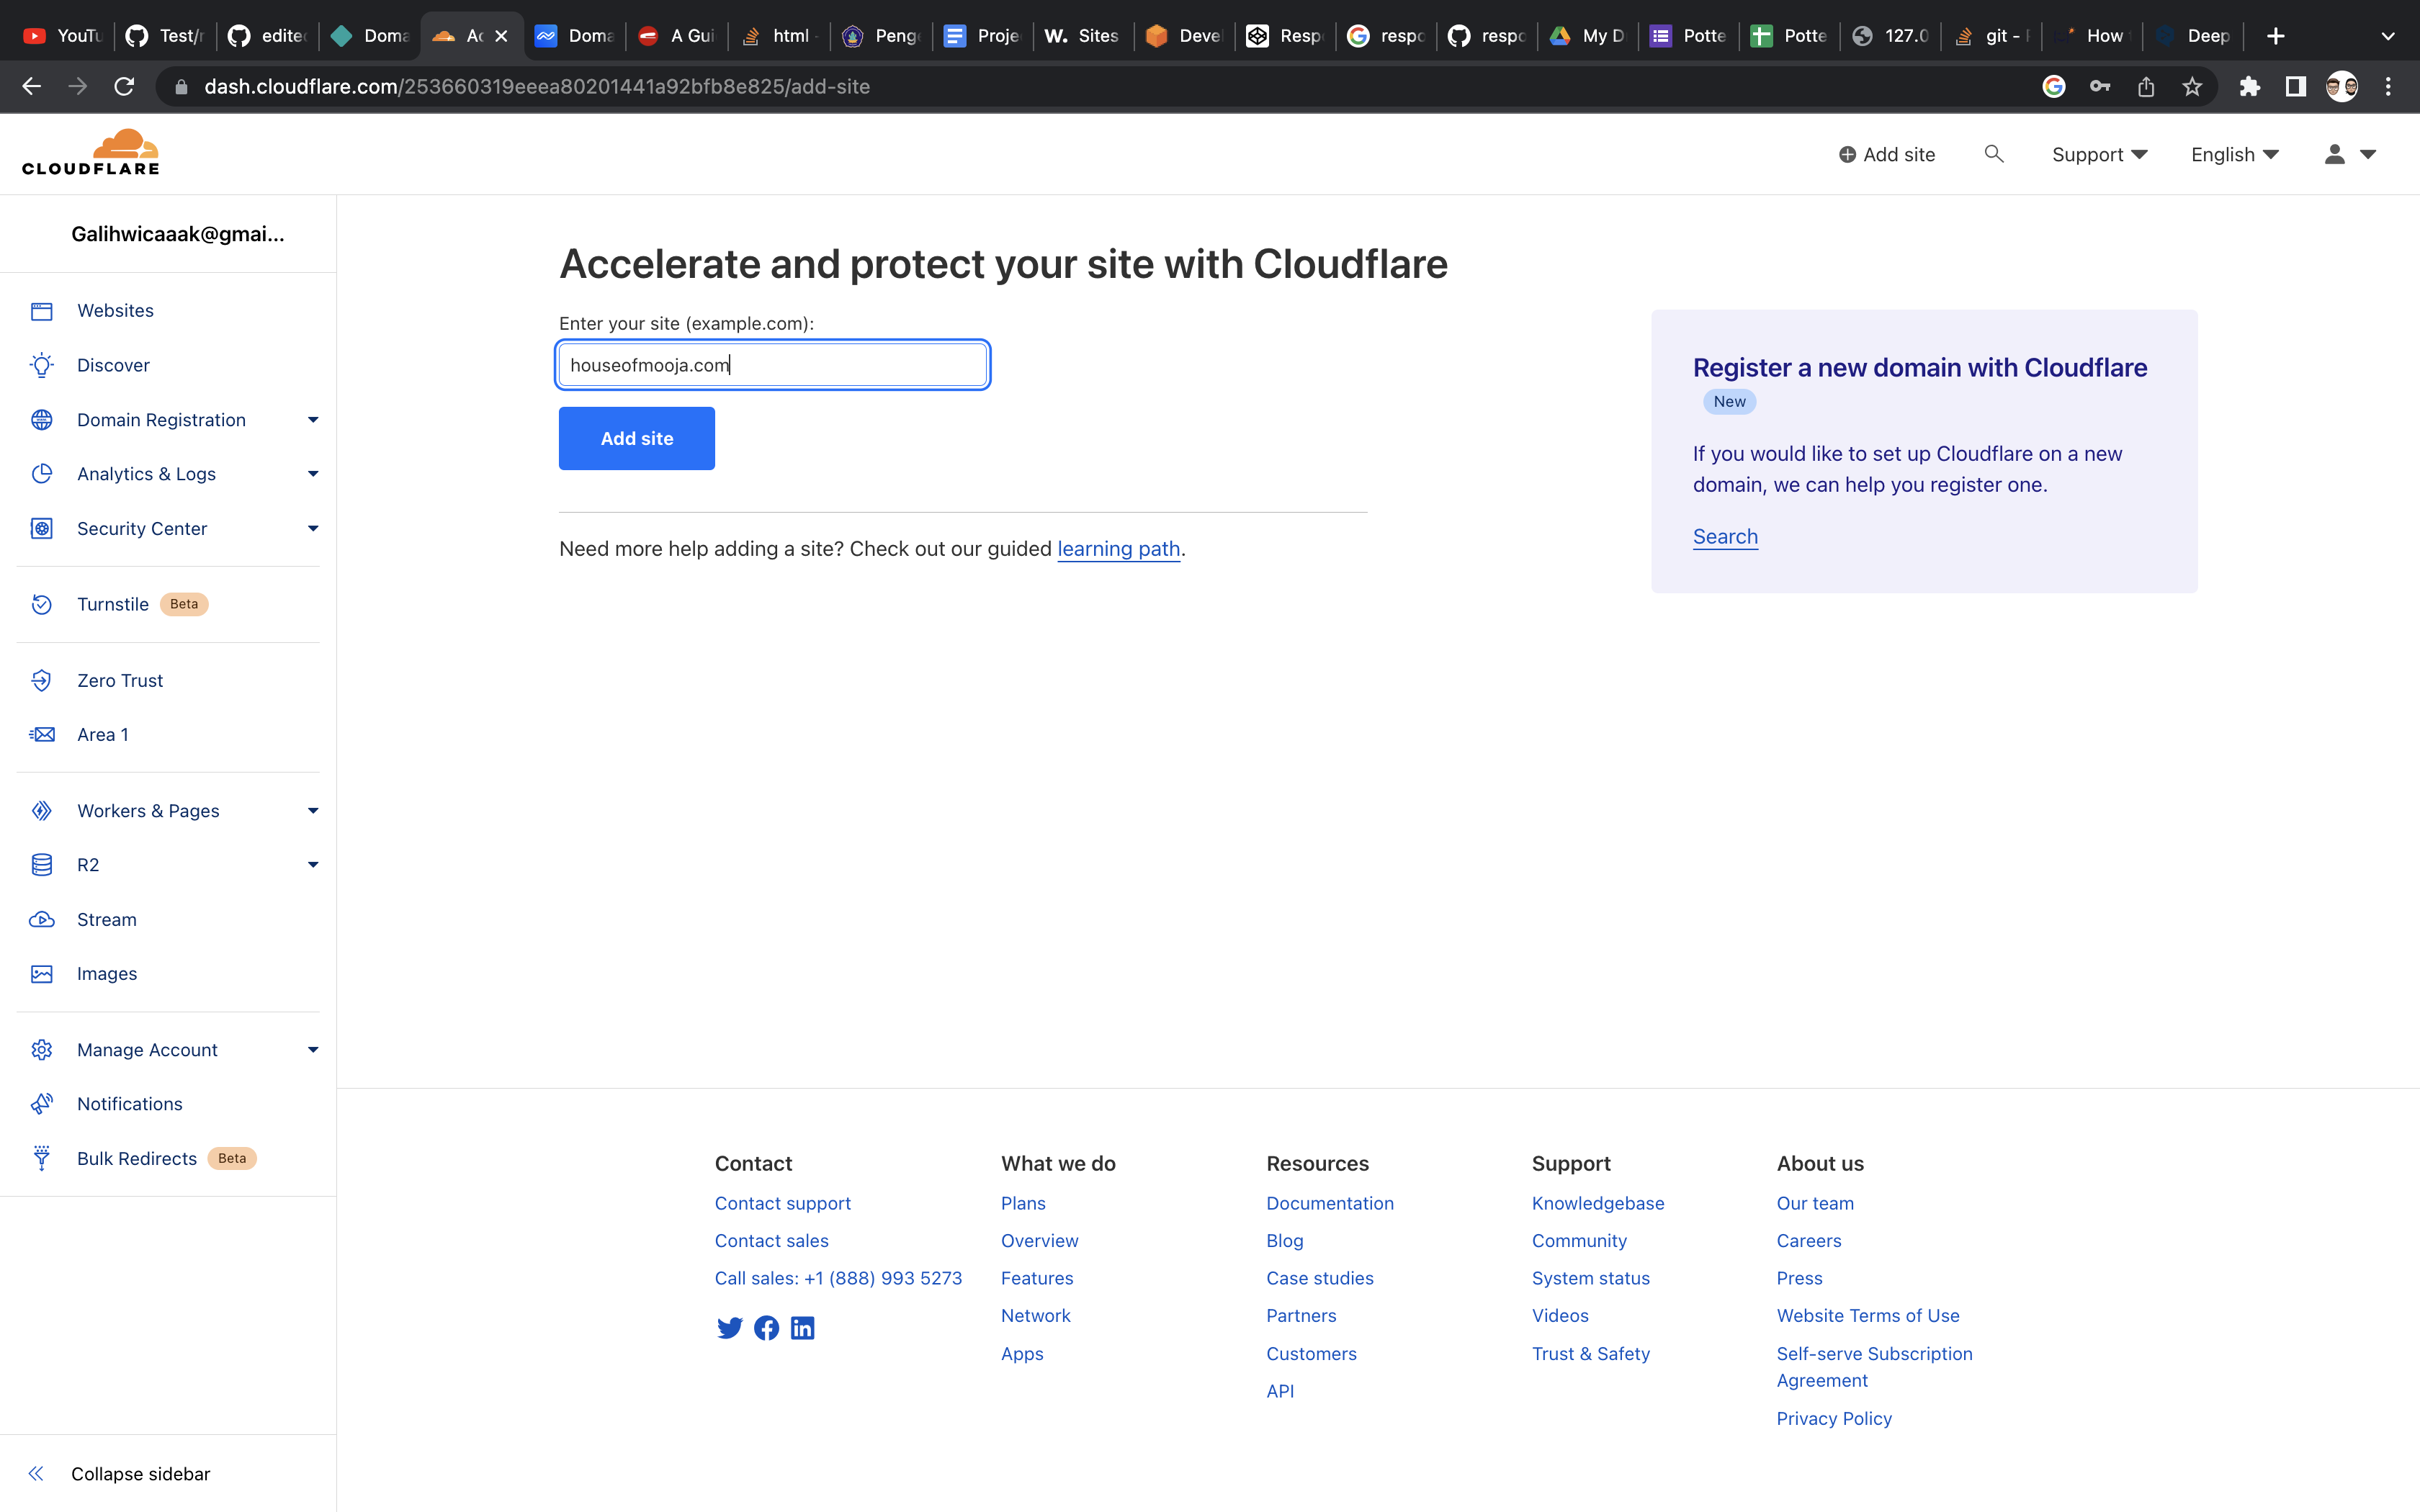 YouTu
Test/r
edite
Doma
Ac
Doma
A Gui
html -
Penge
Proje
W. Sites
Devel
Resp
respo
respo
My D
Potte
Potte
127.0
git -
How
Deep
dash.cloudflare.com/253660319eeea80201441a92bfb8e825/add-site
CLOUDFLARE
Add site
Support
English
Galihwicaaak@gmai...
Websites
Discover
Domain Registration
Analytics & Logs
Security Center
Turnstile Beta
Zero Trust
Area 1
Workers & Pages
R2
Stream
Images
Manage Account
Notifications
Bulk Redirects Beta
Collapse sidebar
Accelerate and protect your site with Cloudflare
Enter your site (example.com):
houseofmooja.com
Add site
Need more help adding a site? Check out our guided learning path.
Register a new domain with Cloudflare
New
If you would like to set up Cloudflare on a new
domain, we can help you register one.
Search
Contact
Contact support
Contact sales
Call sales: +1 (888) 993 5273
What we do
Plans
Overview
Features
Network
Apps
Resources
Documentation
Blog
Case studies
Partners
Customers
API
Support
Knowledgebase
Community
System status
Videos
Trust & Safety
About us
Our team
Careers
Press
Website Terms of Use
Self-serve Subscription
Agreement
Privacy Policy